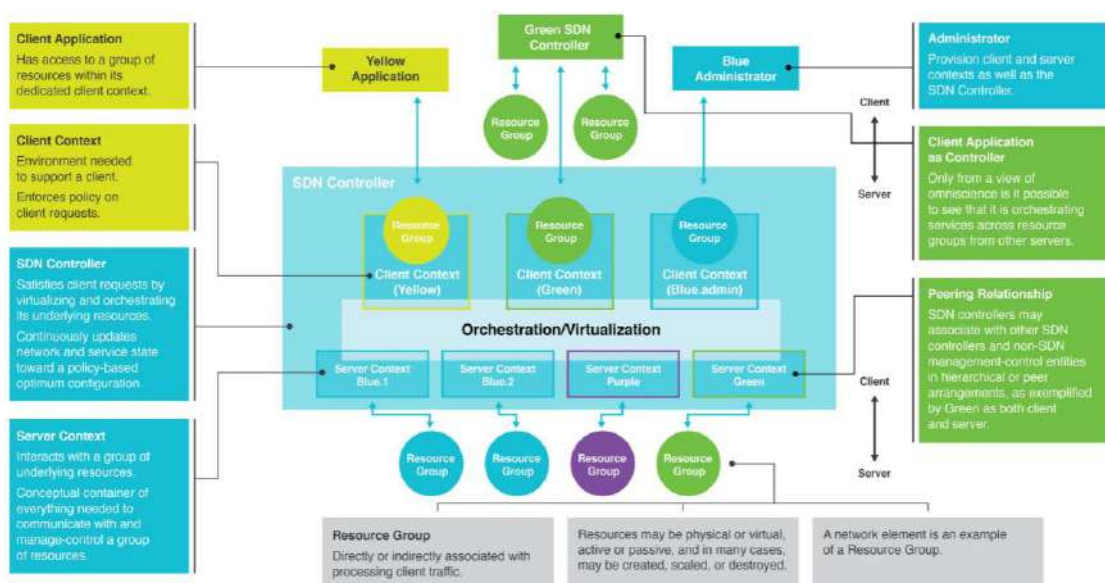 Client Application
Has access to a group of
resources within its
dedicated client context.
Client Context
Environment needed
to support a client.
Enforces policy on
client requests.
SDN Controller
Satisfies client requests by
virtualizing and orchestrating
its underlying resources.
Continuously updates
network and service state
toward a policy-based
optimum configuration.
Server Context
Interacts with a group of
underlying resources.
Conceptual container of
everything needed to
communicate with and
manage-control a group
of resources.
Yellow
Application
Green SDN
Controller
Blue
Administrator
Resource
Group
Resource
Group
SDN Controller
Resource
Group
Client Context
(Yellow)
Resource
Group
Client Context
(Green)
Resource
Group
Client Context
(Blue.admin)
Orchestration/Virtualization
Server Context
Blue.1
Server Context
Blue.2
Server Context
Purple
Server Context
Green
Resource
Group
Resource
Group
Resource
Group
Resource
Group
Administrator
Provision client and server
contexts as well as the
SDN Controller.
Client
Server
Client Application
as Controller
Only from a view of
omniscience is it possible
to see that it is orchestrating
services across resource
groups from other servers.
Peering Relationship
SDN controllers may
associate with other SDN
controllers and non-SDN
management-control entities
in hierarchical or peer
arrangements, as exemplified
by Green as both client
and server.
Client
Server
Resource Group
Directly or indirectly associated with
processing client traffic.
Resources may be physical or virtual,
active or passive, and in many cases,
may be created, scaled, or destroyed.
A network element is an example
of a Resource Group.